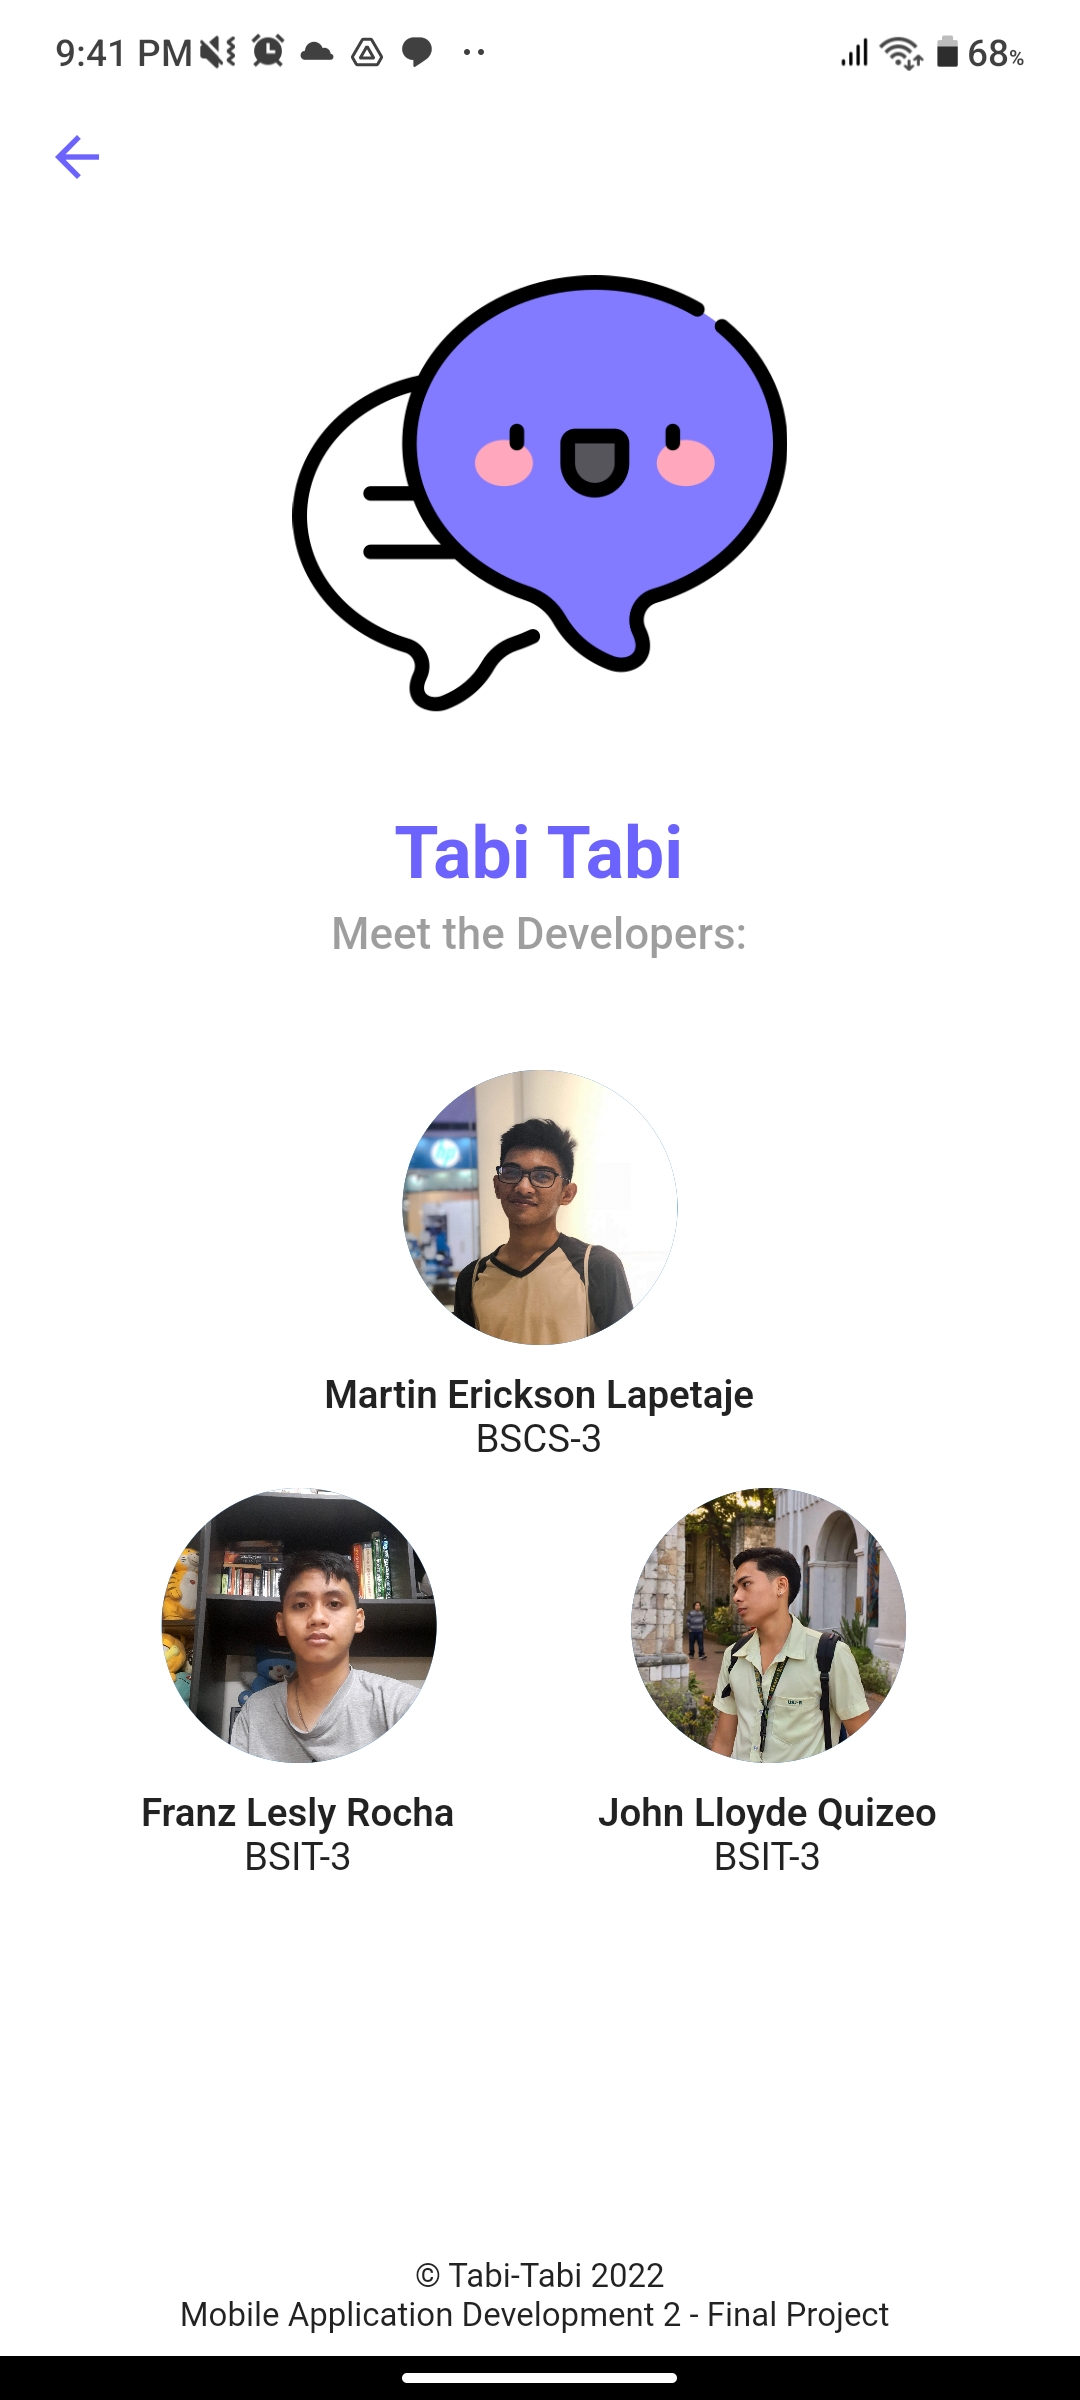 9:41 PM 68%
Tabi Tabi
Meet the Developers:
hp
Martin Erickson Lapetaje
BSCS-3
Franz Lesly Rocha
BSIT-3
John Lloyde Quizeo
BSIT-3
© Tabi-Tabi 2022
Mobile Application Development 2 - Final Project